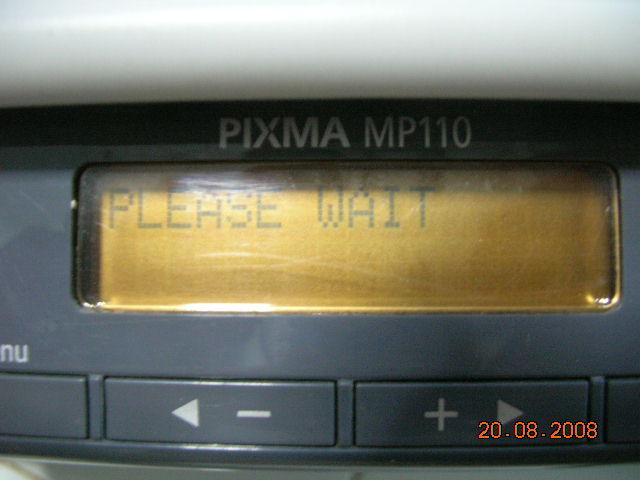 PIXMA MP110
PLEASE WAIT
nu
- +
20.08.2008